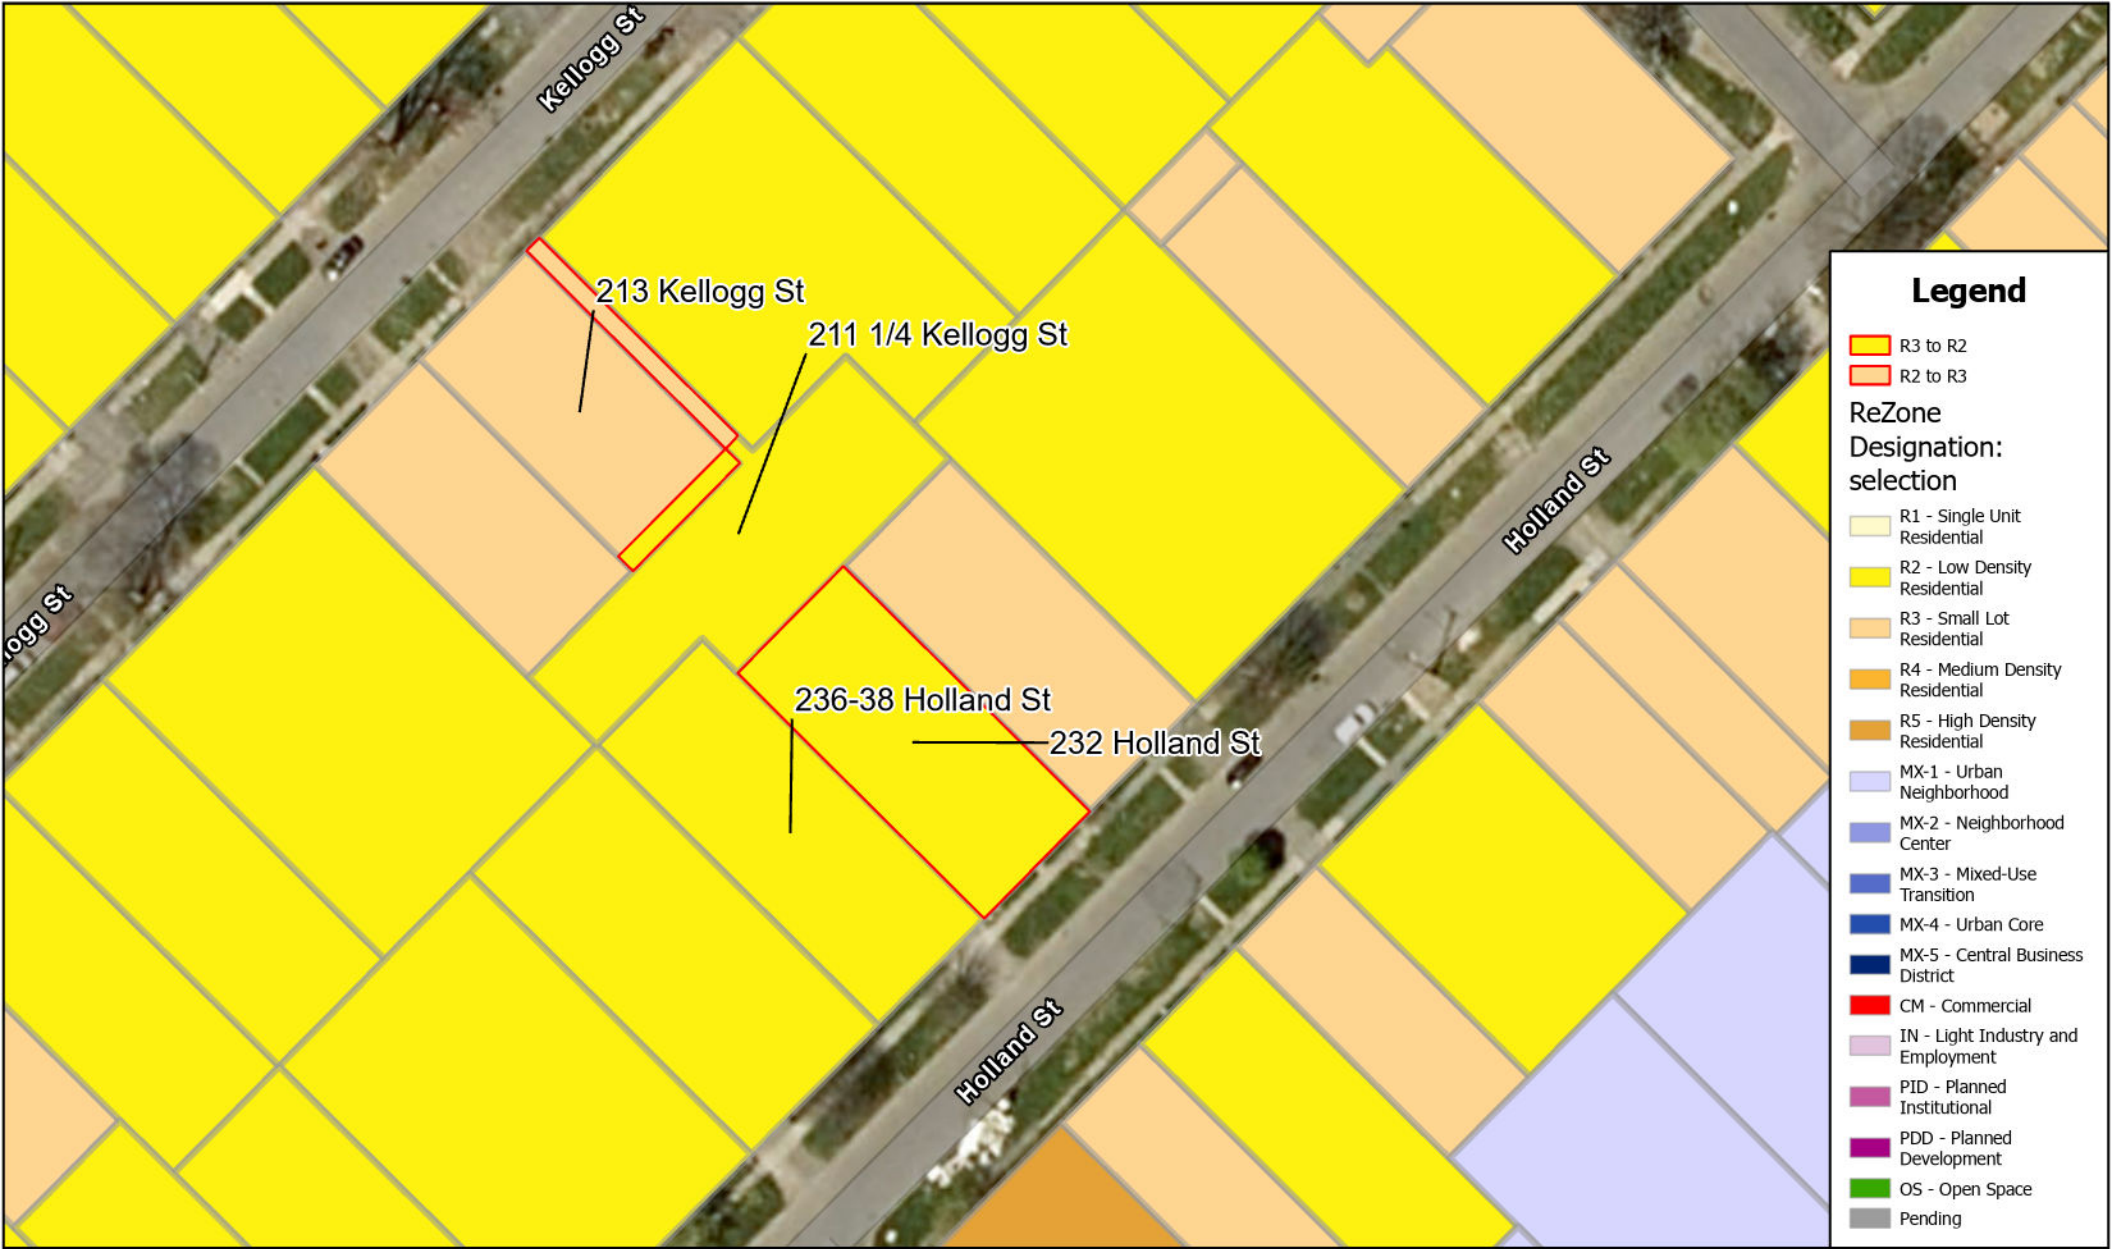 Kellogg St
213 Kellogg St
211 1/4 Kellogg St
Holland St
logg St
236-38 Holland St
232 Holland St
Holland St
Legend
R3 to R2
R2 to R3
ReZone
Designation:
selection
R1 - Single Unit
Residential
R2 - Low Density
Residential
R3 - Small Lot
Residential
R4 - Medium Density
Residential
R5 - High Density
Residential
MX-1 - Urban
Neighborhood
MX-2 - Neighborhood
Center
MX-3 - Mixed-Use
Transition
MX-4 - Urban Core
MX-5 - Central Business
District
CM - Commercial
IN - Light Industry and
Employment
PID - Planned
Institutional
PDD - Planned
Development
OS - Open Space
Pending